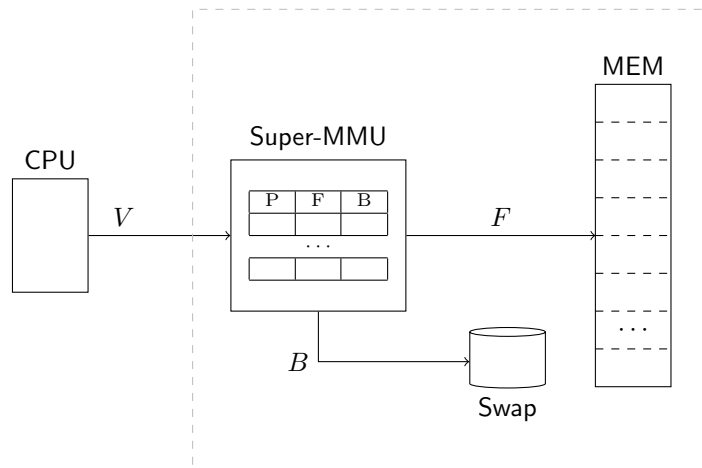 MEM
Super-MMU
CPU
P F B
V
F
...
...
B
Swap